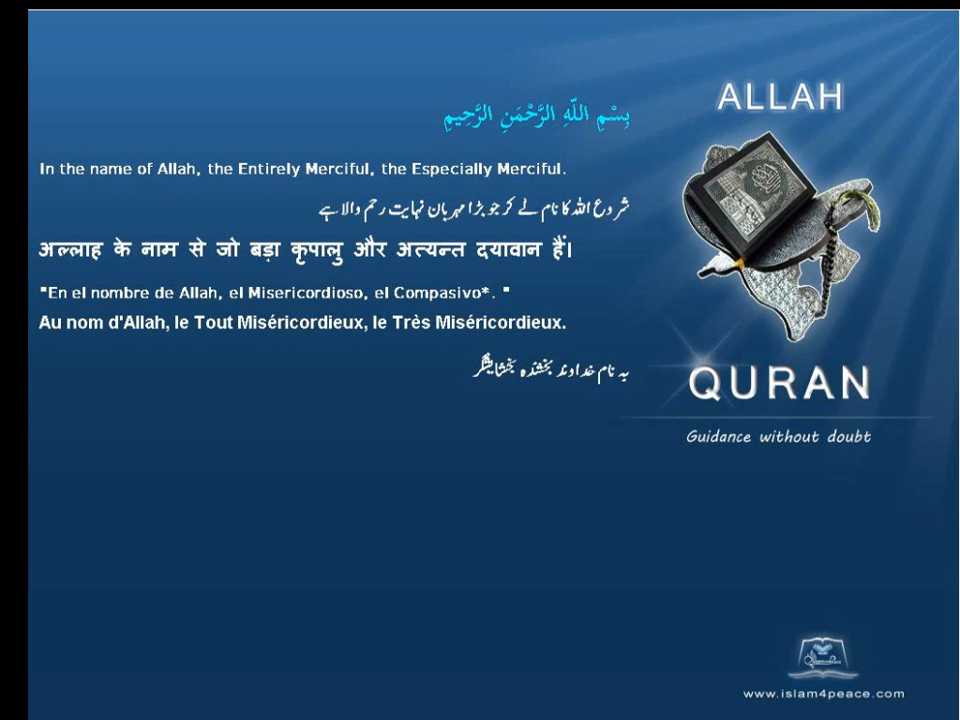 بِسْمِ اللّهِ الرَّحْمَنِ الرَّحِيمِ
In the name of Allah, the Entirely Merciful, the Especially Merciful.
شروع الله کا نام لے کر جو بڑا مہربان نہایت رحم والا ہے
अल्लाह के नाम से जो बड़ा कृपालु और अत्यन्त दयावान हैं।
"En el nombre de Allah, el Misericordioso, el Compasivo*. "
Au nom d'Allah, le Tout Miséricordieux, le Très Miséricordieux.
به نام خداوند بخشنده بخشایشگر
ALLAH
QURAN
Guidance without doubt
www.islam4peace.com